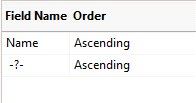 Field Name Order
Name Ascending
-?- Ascending